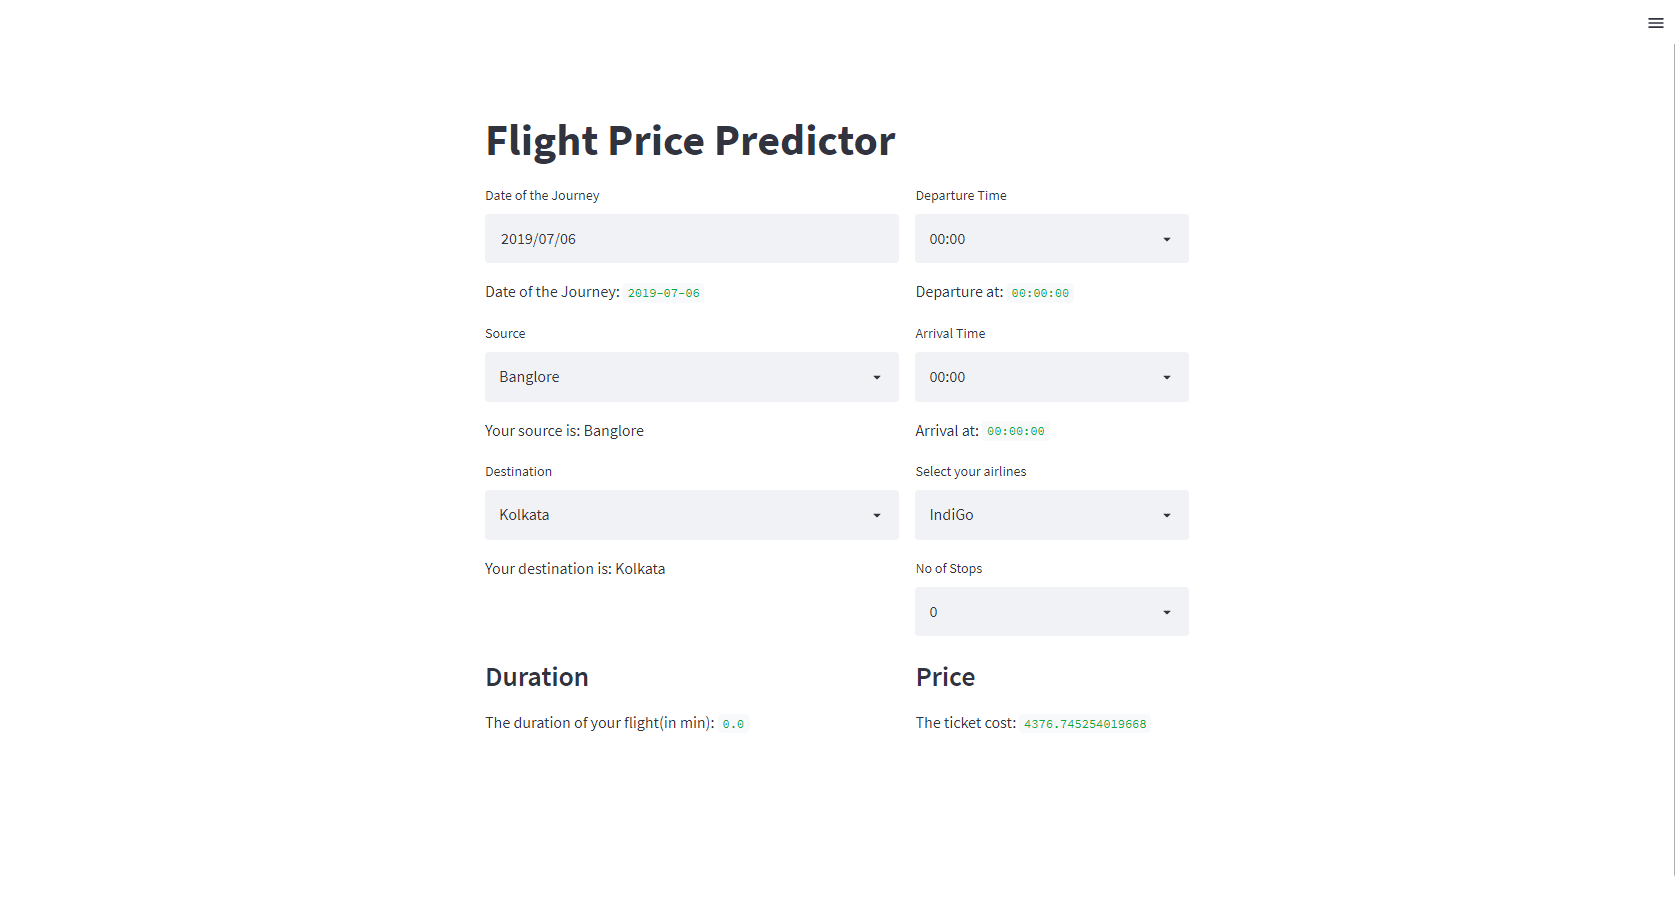 Flight Price Predictor
Date of the Journey
2019/07/06
Date of the Journey: 2019-07-06
Source
Banglore
Your source is: Banglore
Destination
Kolkata
Your destination is: Kolkata
Departure Time
00:00
Departure at: 00:00:00
Arrival Time
00:00
Arrival at: 00:00:00
Select your airlines
IndiGo
No of Stops
0
Duration
The duration of your flight(in min): 0.0
Price
The ticket cost: 4376.745254019668